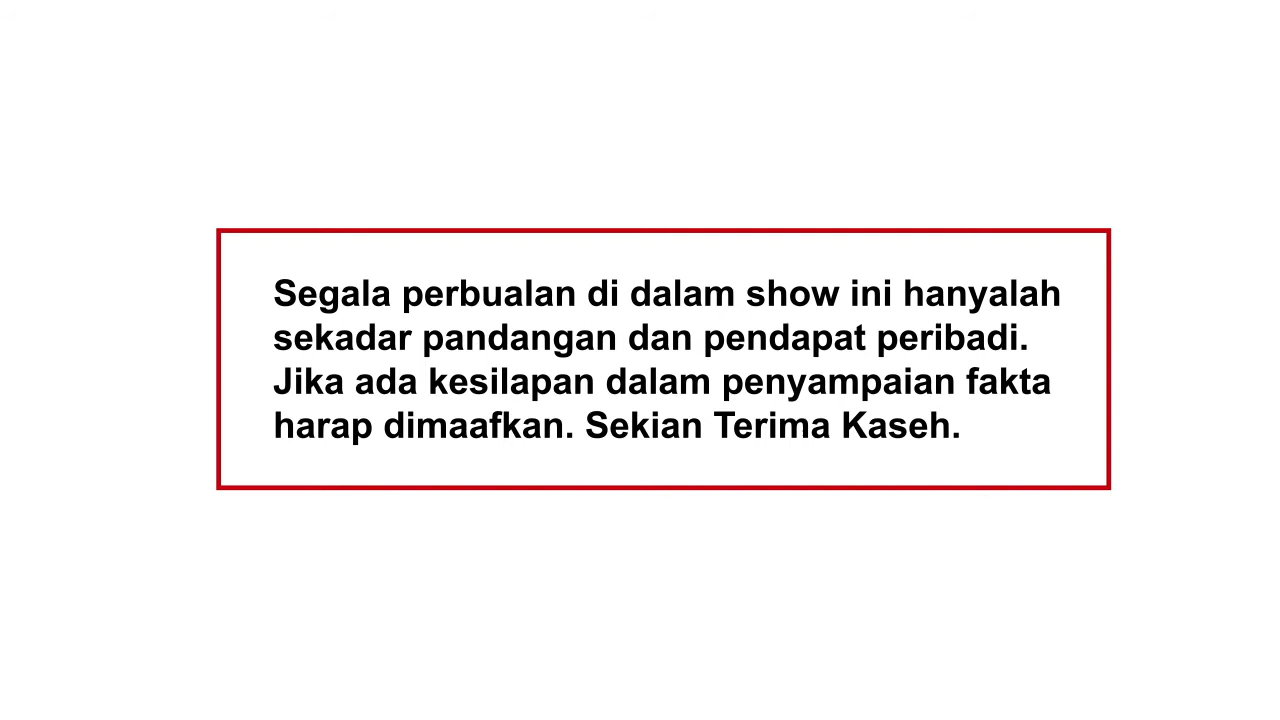 Segala perbualan di dalam show ini hanyalah
sekadar pandangan dan pendapat peribadi.
Jika ada kesilapan dalam penyampaian fakta
harap dimaafkan. Sekian Terima Kaseh.